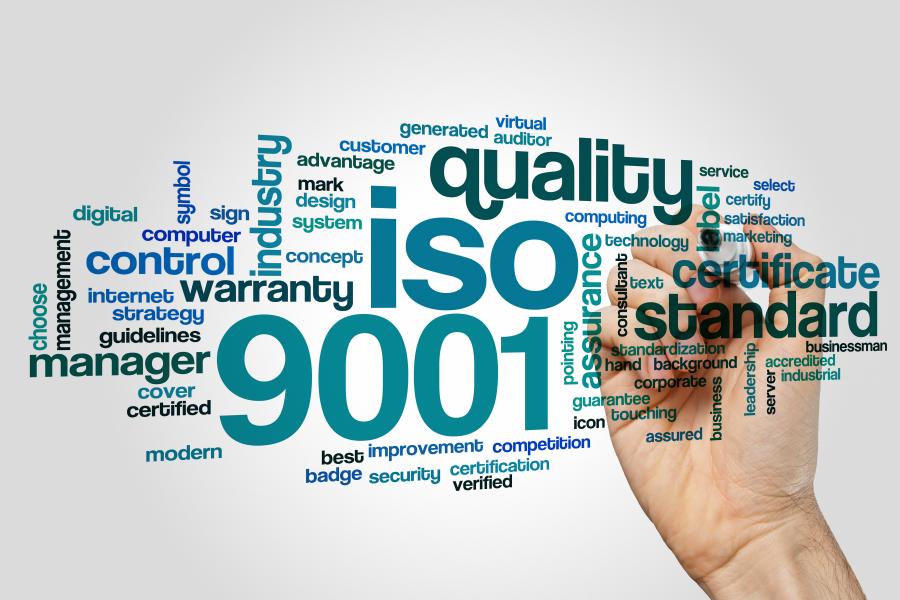 virtual
generated
auditor
customer
quality
advantage
industry
service
symbol
mark
select
design
label
certify
digital
sign
iso
computing
satisfaction
system
computer
technology
marketing
management
control
concept
assurance
consultant
text
certificate
choose
internet
warranty
strategy
standard
guidelines
9001
pointing
standardization
businessman
manager
hand
background
leadership
accredited
server
industrial
corporate
business
cover
guarantee
certified
touching
icon
assured
modern
best
improvement
competition
badge
security
certification
verified